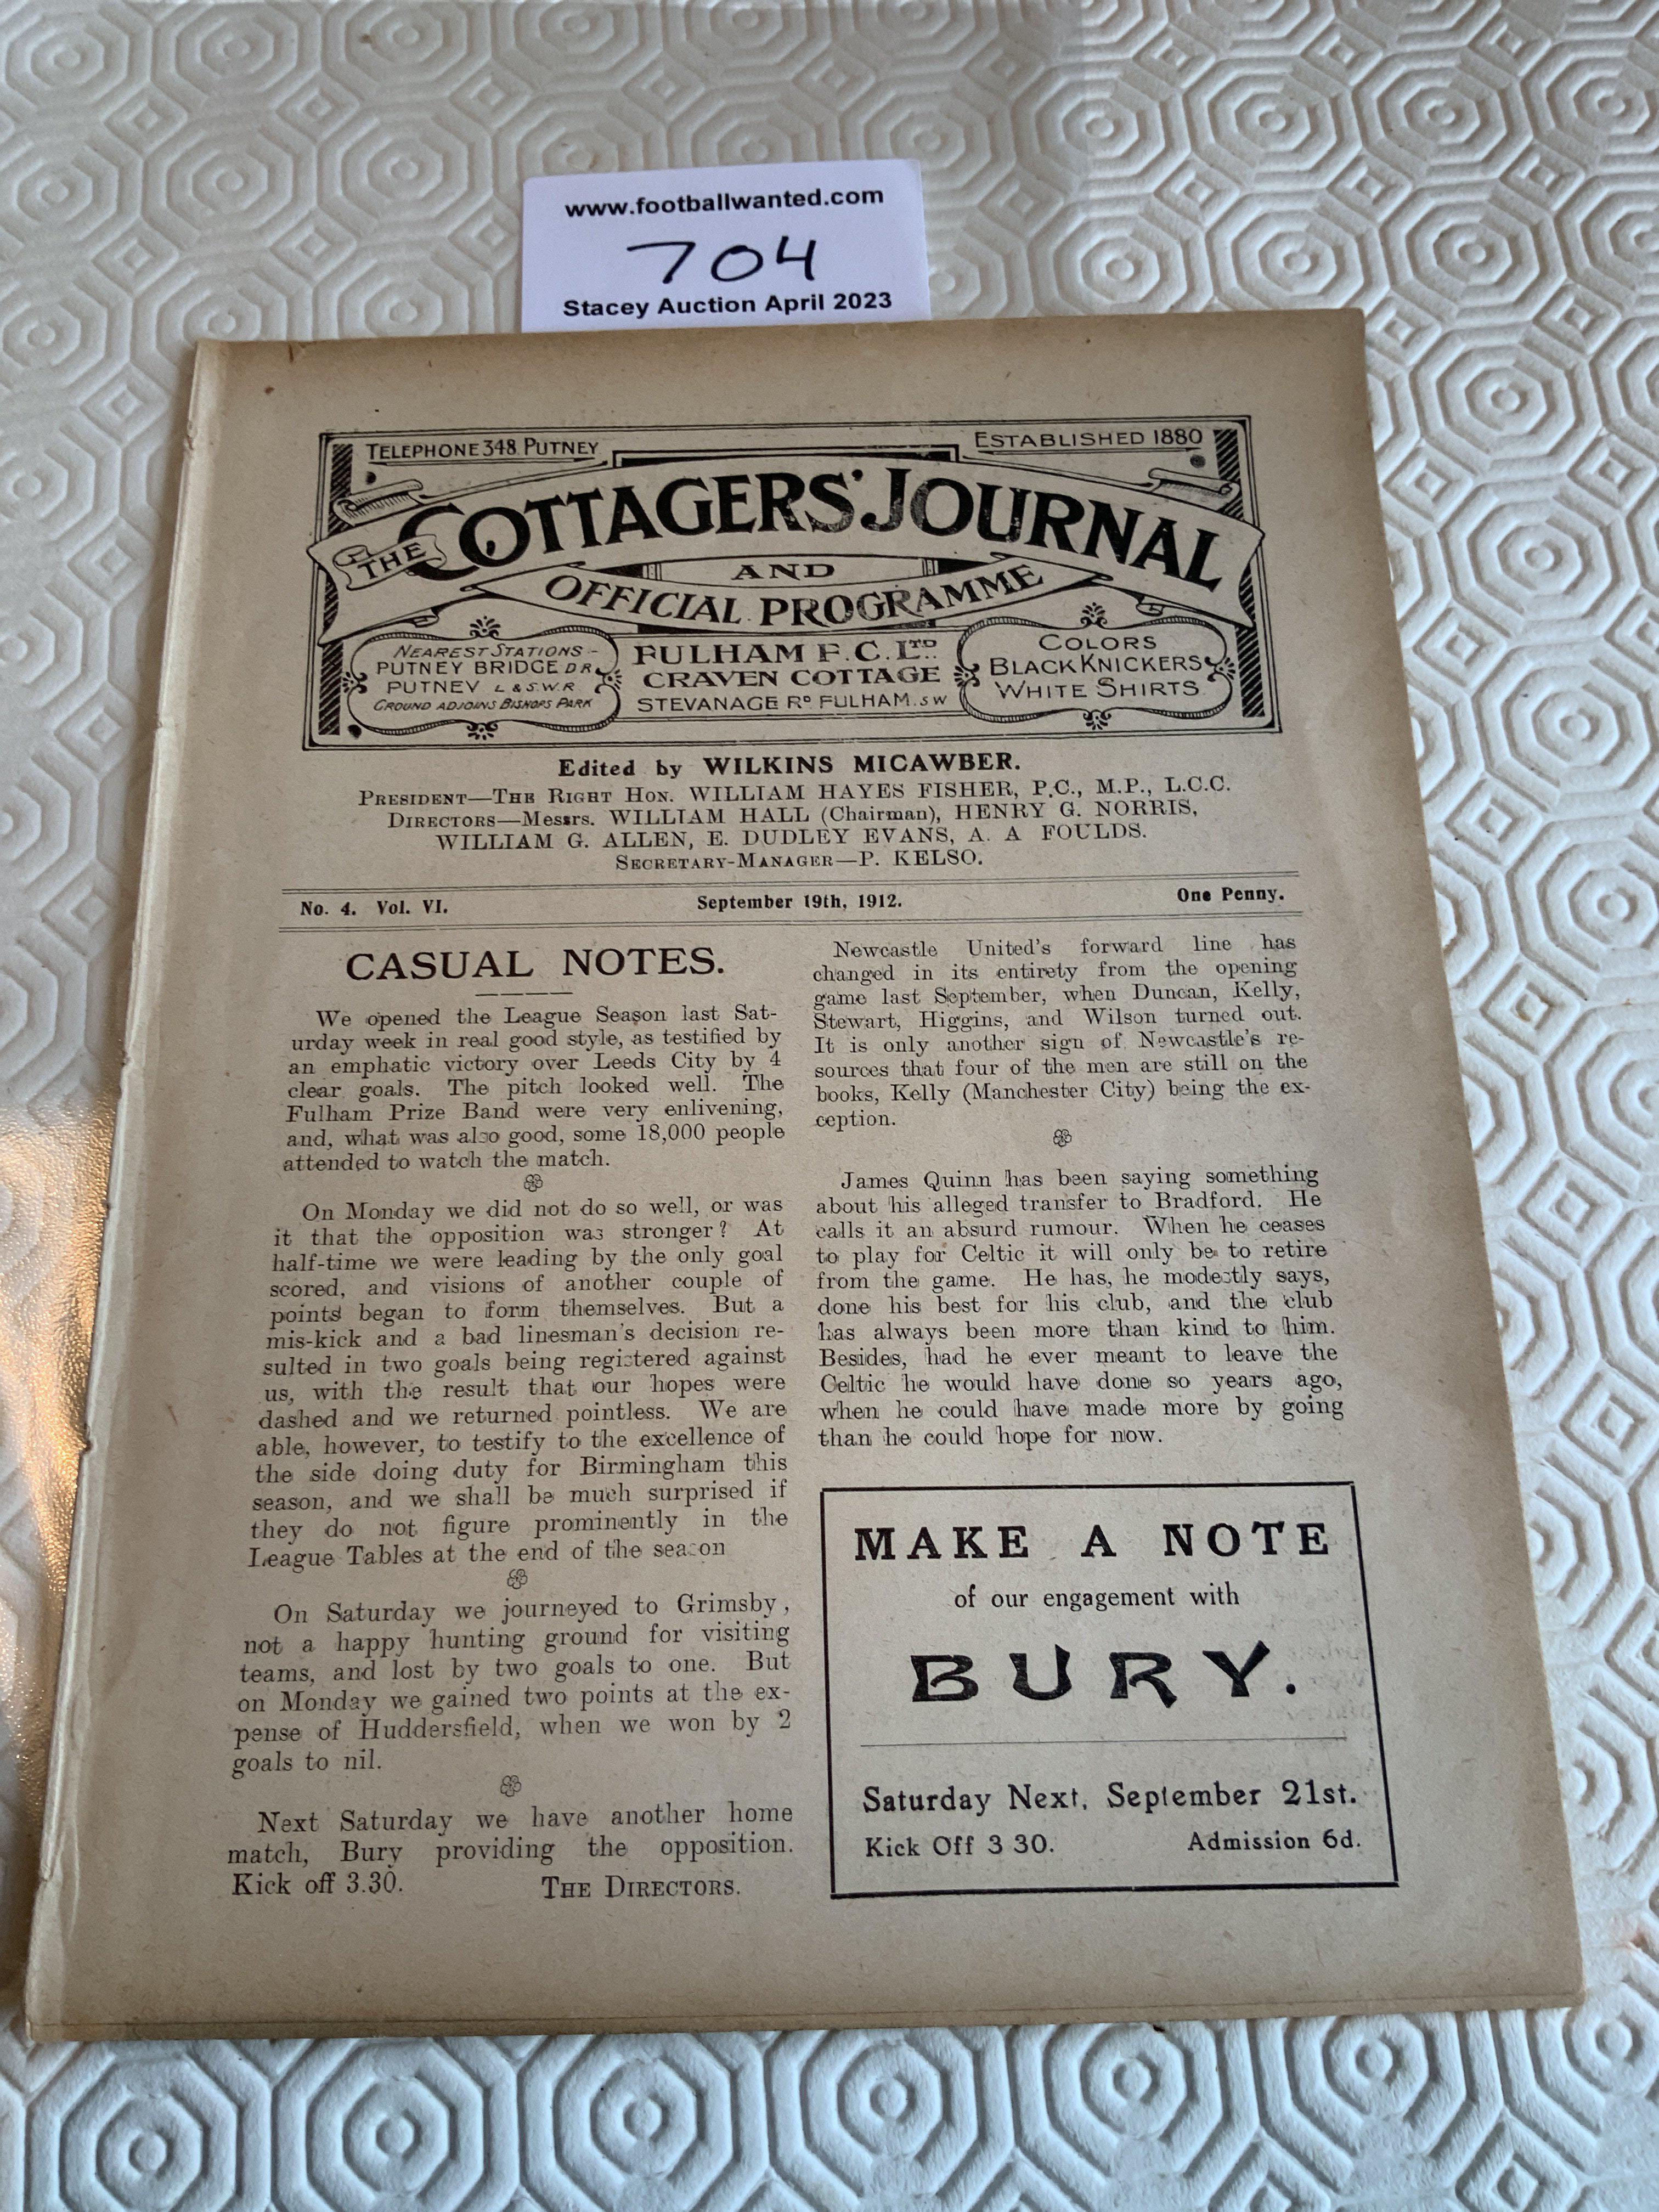 www.footballwanted.com
704
Stacey Auction April 2023
TELEPHONE 348 PUTNEY
ESTABLISHED 1880
THE COTTAGERS' JOURNAL
AND
OFFICIAL PROGRAMME
NEAREST STATIONS-
PUTNEY BRIDGE D R.
PUTNEY L & S.W.R
GROUND ADJOINS BISHOPS PARK
FULHAM F.C. LTD.
CRAVEN COTTAGE
STEVANAGE RD FULHAM. S W
COLORS
BLACK KNICKERS
WHITE SHIRTS
Edited by WILKINS MICAWBER.
PRESIDENT—THE RIGHT HON. WILLIAM HAYES FISHER, P.C., M.P., L.C.C.
DIRECTORS—Messrs. WILLIAM HALL (Chairman), HENRY G. NORRIS,
WILLIAM G. ALLEN, E. DUDLEY EVANS, A. A FOULDS.
SECRETARY-MANAGER—P. KELSO.
No. 4. Vol. VI. September 19th, 1912. One Penny.
CASUAL NOTES.
We opened the League Season last Sat-
urday week in real good style, as testified by
an emphatic victory over Leeds City by 4
clear goals. The pitch looked well. The
Fulham Prize Band were very enlivening,
and, what was also good, some 18,000 people
attended to watch the match.
On Monday we did not do so well, or was
it that the opposition was stronger? At
half-time we were leading by the only goal
scored, and visions of another couple of
points began to form themselves. But a
mis-kick and a bad linesman's decision re-
sulted in two goals being registered against
us, with the result that our hopes were
dashed and we returned pointless. We are
able, however, to testify to the excellence of
the side doing duty for Birmingham this
season, and we shall be much surprised if
they do not figure prominently in the
League Tables at the end of the season
On Saturday we journeyed to Grimsby,
not a happy hunting ground for visiting
teams, and lost by two goals to one. But
on Monday we gained two points at the ex-
pense of Huddersfield, when we won by 2
goals to nil.
Next Saturday we have another home
match, Bury providing the opposition.
Kick off 3.30. THE DIRECTORS.
Newcastle United's forward line has
changed in its entirety from the opening
game last September, when Duncan, Kelly,
Stewart, Higgins, and Wilson turned out.
It is only another sign of Newcastle's re-
sources that four of the men are still on the
books, Kelly (Manchester City) being the ex-
ception.
James Quinn has been saying something
about his alleged transfer to Bradford. He
calls it an absurd rumour. When he ceases
to play for Celtic it will only be to retire
from the game. He has, he modestly says,
done his best for his club, and the club
has always been more than kind to him.
Besides, had he ever meant to leave the
Celtic he would have done so years ago,
when he could have made more by going
than he could hope for now.
MAKE A NOTE
of our engagement with
BURY.
Saturday Next, September 21st.
Kick Off 3 30. Admission 6d.